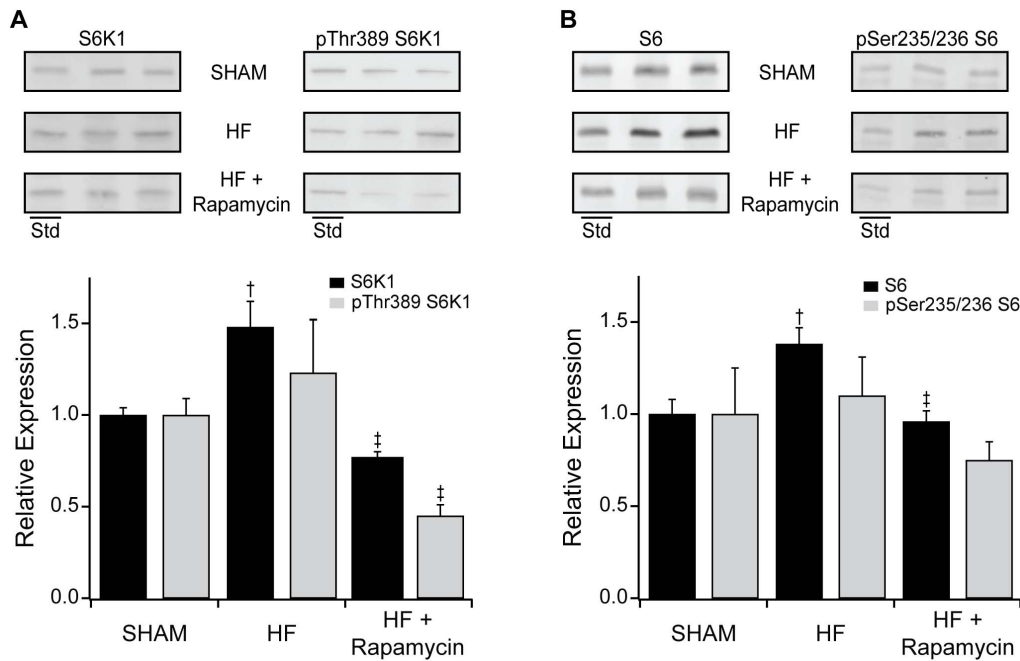 A
S6K1
pThr389 S6K1
SHAM
HF
HF +
Rapamycin
Std
Std
† S6K1
pThr389 S6K1
1.5
1.0
0.5
0.0
Relative Expression
‡
‡
SHAM
HF
HF +
Rapamycin
B
S6
pSer235/236 S6
SHAM
HF
HF +
Rapamycin
Std
Std
† S6
pSer235/236 S6
1.5
1.0
0.5
0.0
Relative Expression
‡
SHAM
HF
HF +
Rapamycin